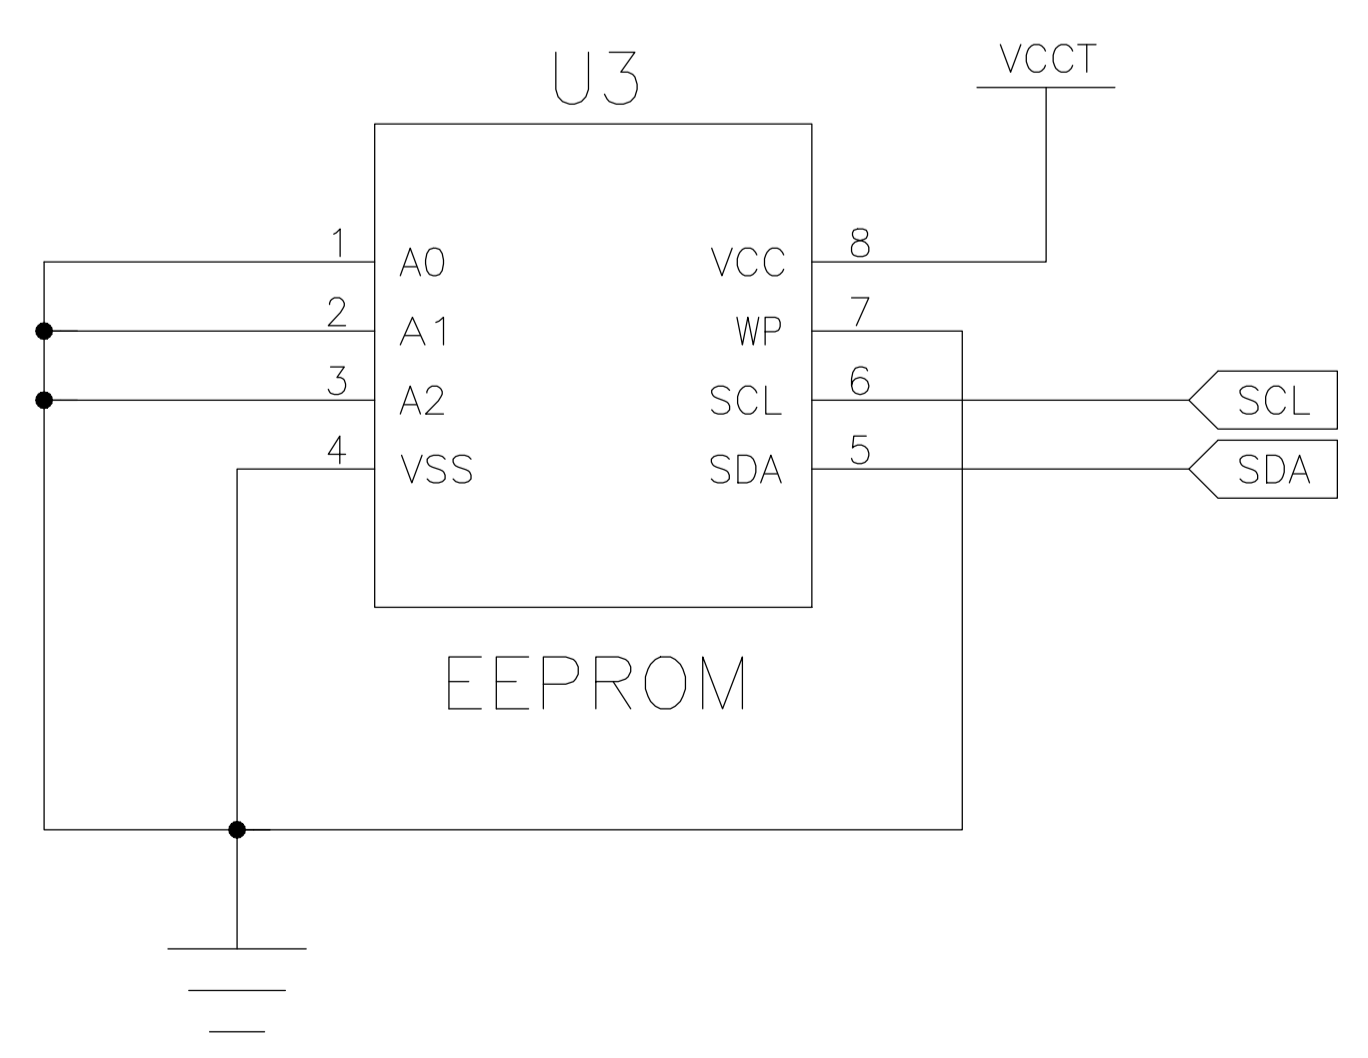 U3
VCCT
1 A0 VCC 8
2 A1 WP 7
3 A2 SCL 6 SCL
4 VSS SDA 5 SDA
EEPROM